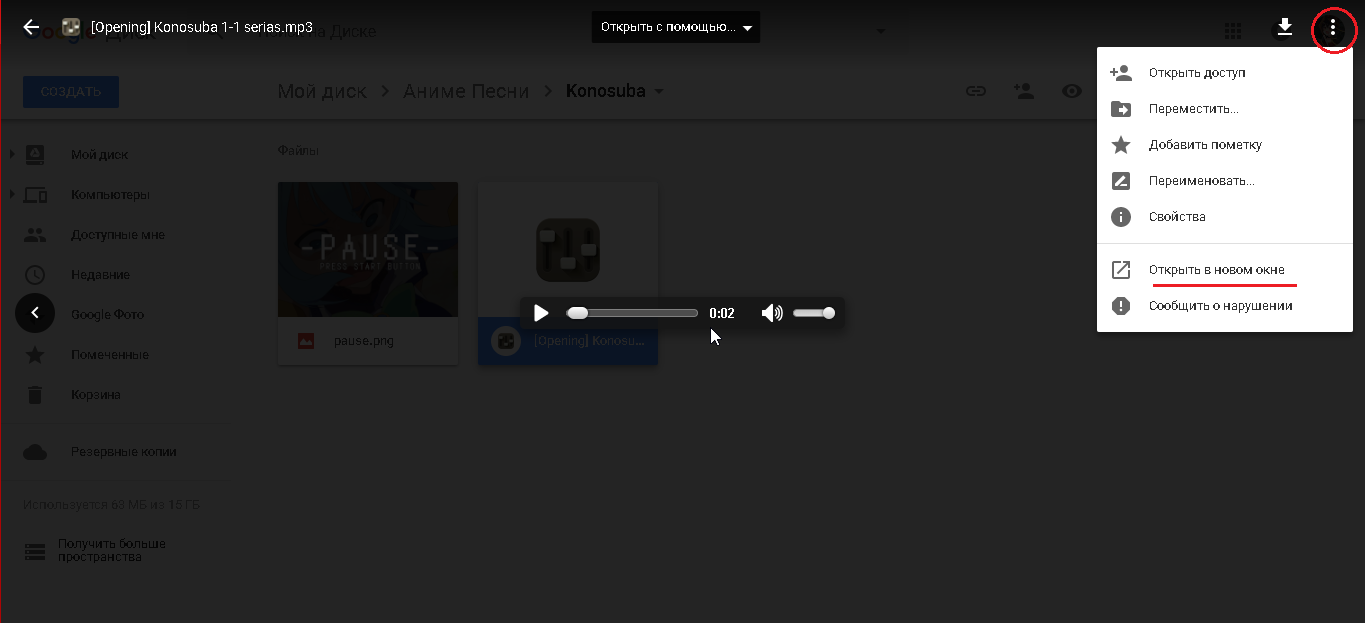 [Opening] Konosuba 1-1 serias.mp3
Открыть с помощью...
на Диске
СОЗДАТЬ
Мой диск
Аниме Песни
Konosuba
Открыть доступ
Переместить...
Добавить пометку
Переименовать...
Свойства
Открыть в новом окне
Сообщить о нарушении
Мой диск
Компьютеры
Доступные мне
Недавние
Google Фото
Помеченные
Корзина
Резервные копии
Используется 63 МБ из 15 ГБ
Получить больше
пространства
Файлы
-PAUSE-
PRESS START BUTTON
pause.png
0:02
[Opening] Konosu...